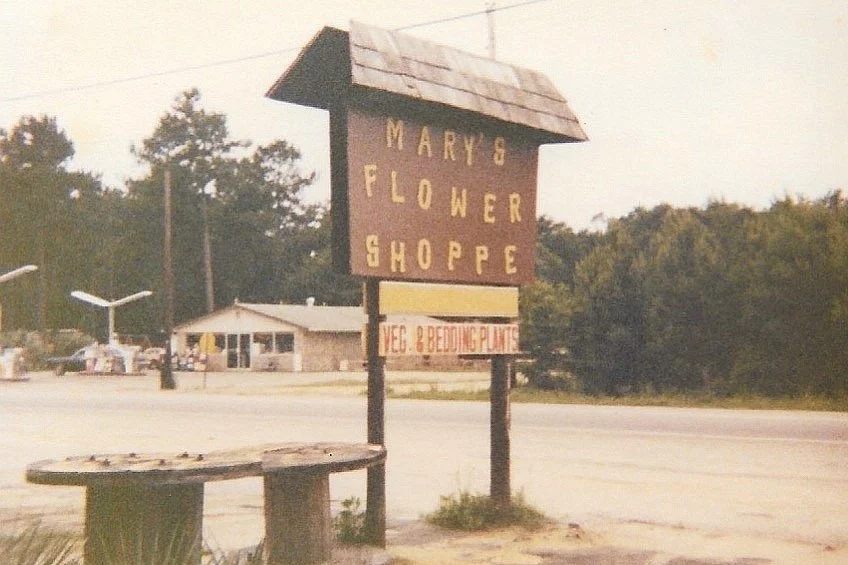 MARY'S
FLOWER
SHOPPE
VEG. & BEDDING PLANTS